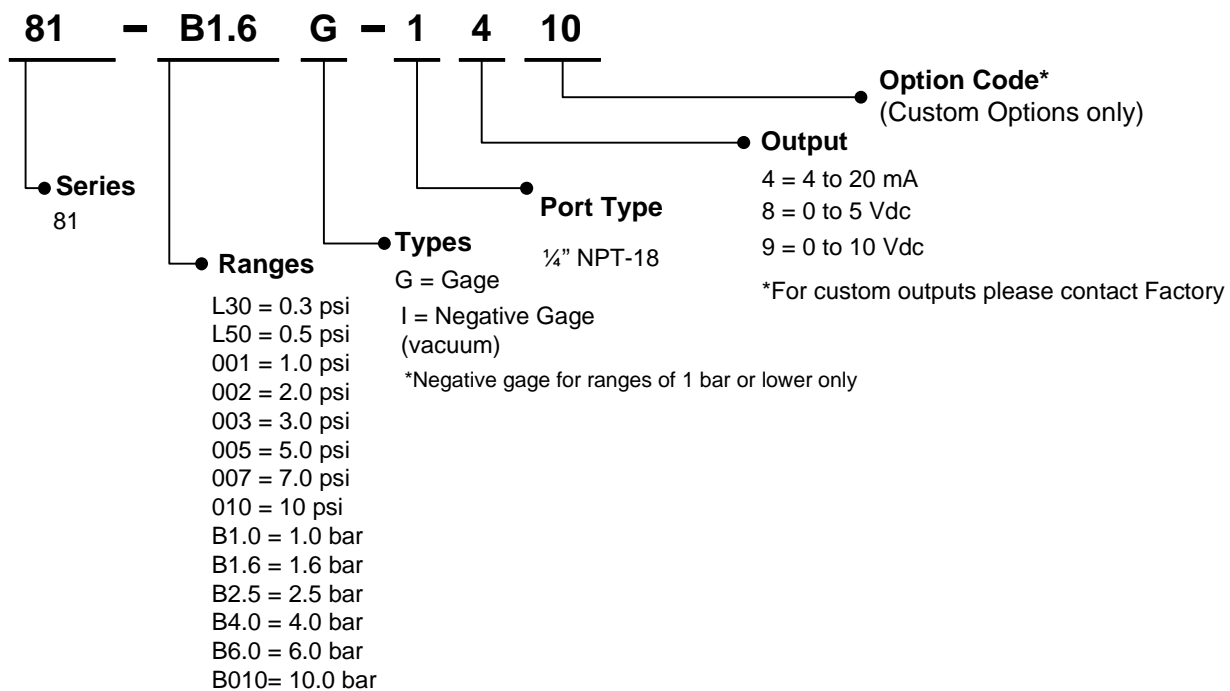 81 – B1.6 G – 1 4 10
Option Code*
(Custom Options only)
Output
4 = 4 to 20 mA
8 = 0 to 5 Vdc
9 = 0 to 10 Vdc
*For custom outputs please contact Factory
Port Type
¼” NPT-18
Types
G = Gage
I = Negative Gage
(vacuum)
*Negative gage for ranges of 1 bar or lower only
Series
81
Ranges
L30 = 0.3 psi
L50 = 0.5 psi
001 = 1.0 psi
002 = 2.0 psi
003 = 3.0 psi
005 = 5.0 psi
007 = 7.0 psi
010 = 10 psi
B1.0 = 1.0 bar
B1.6 = 1.6 bar
B2.5 = 2.5 bar
B4.0 = 4.0 bar
B6.0 = 6.0 bar
B010= 10.0 bar